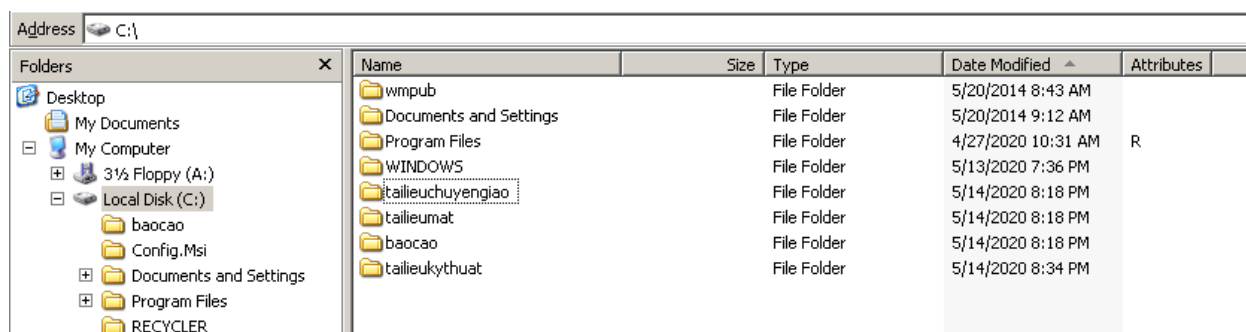 Address C:\
Folders x Name Size Type Date Modified Attributes
Desktop
My Documents
My Computer
3½ Floppy (A:)
Local Disk (C:)
baocao
Config.Msi
Documents and Settings
Program Files
RECYCLER
wmpub File Folder 5/20/2014 8:43 AM
Documents and Settings File Folder 5/20/2014 9:12 AM
Program Files File Folder 4/27/2020 10:31 AM R
WINDOWS File Folder 5/13/2020 7:36 PM
tailieuchuyengiao File Folder 5/14/2020 8:18 PM
tailieumat File Folder 5/14/2020 8:18 PM
baocao File Folder 5/14/2020 8:18 PM
tailieukythuat File Folder 5/14/2020 8:34 PM